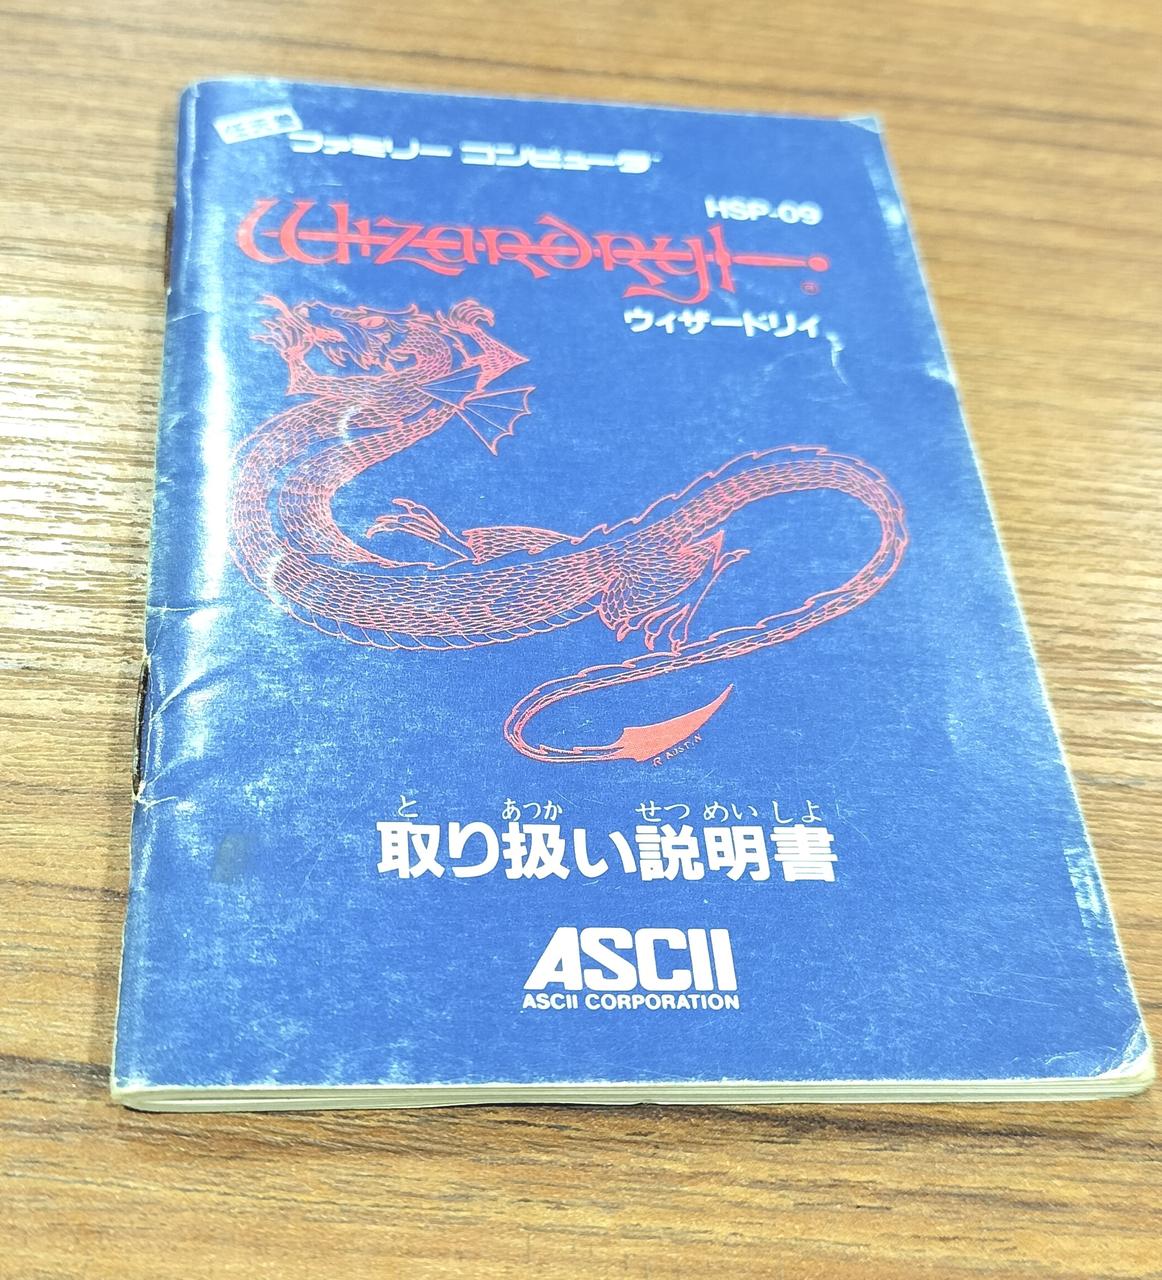 ファミリー コンピュータ
HSP-09
Wizardry
ウィザードリィ
R AUSTIN
と あつか せつ めい しよ
取り扱い説明書
ASCII
ASCII CORPORATION